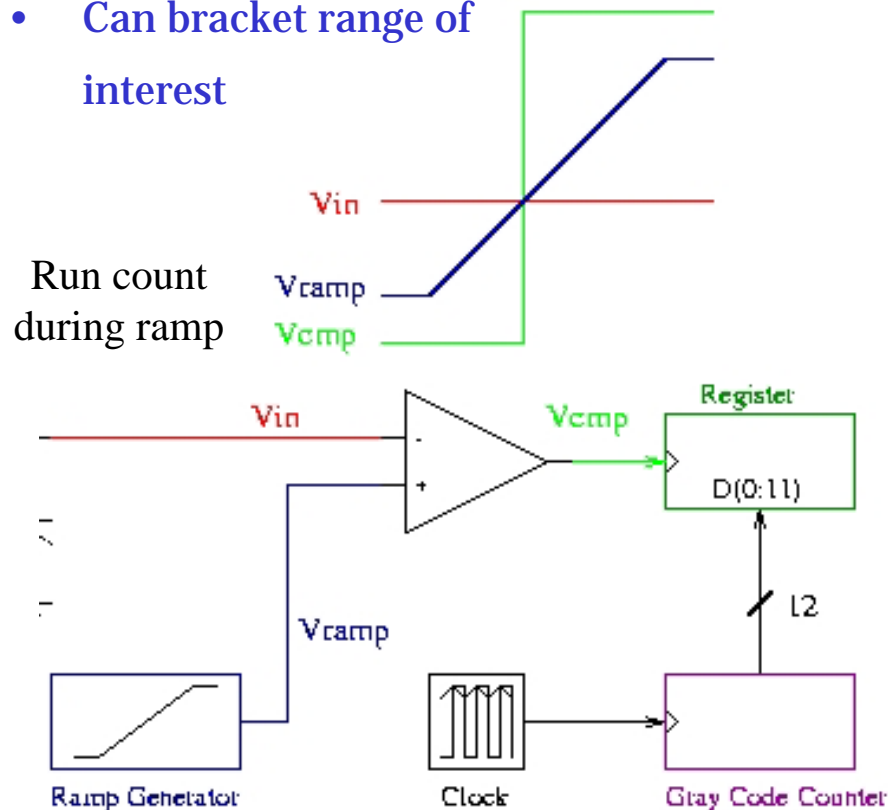 • Can bracket range of
interest
Vin
Run count
during ramp
Vramp
Vcmp
Vin
Vcmp
Register
-
+
D(0:11)
12
Vramp
Ramp Generator
Clock
Gray Code Counter